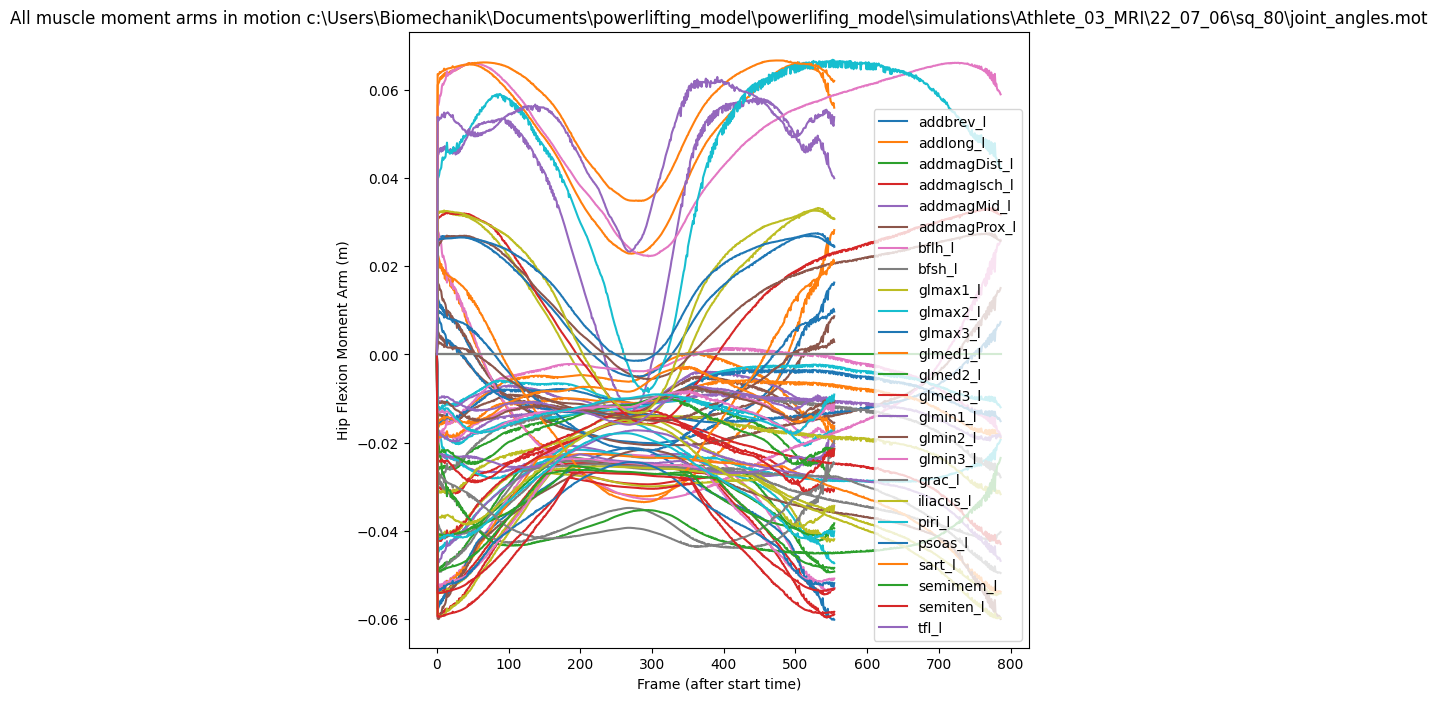 All muscle moment arms in motion c:\Users\Biomechanik\Documents\powerlifting_model\powerlifing_model\simulations\Athlete_03_MRI\22_07_06\sq_80\joint_angles.mot
Hip Flexion Moment Arm (m)
0.06
0.04
0.02
0.00
−0.02
−0.04
−0.06
addbrev_l
addlong_l
addmagDist_l
addmagIsch_l
addmagMid_l
addmagProx_l
bflh_l
bfsh_l
glmax1_l
glmax2_l
glmax3_l
glmed1_l
glmed2_l
glmed3_l
glmin1_l
glmin2_l
glmin3_l
grac_l
iliacus_l
piri_l
psoas_l
sart_l
semimem_l
semiten_l
tfl_l
0 100 200 300 400 500 600 700 800
Frame (after start time)